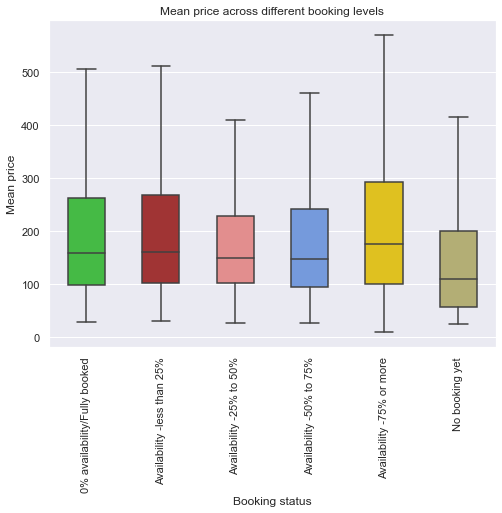 Mean price across different booking levels
Mean price
500
400
300
200
100
0
0% availability/Fully booked
Availability -less than 25%
Availability -25% to 50%
Availability -50% to 75%
Availability -75% or more
No booking yet
Booking status